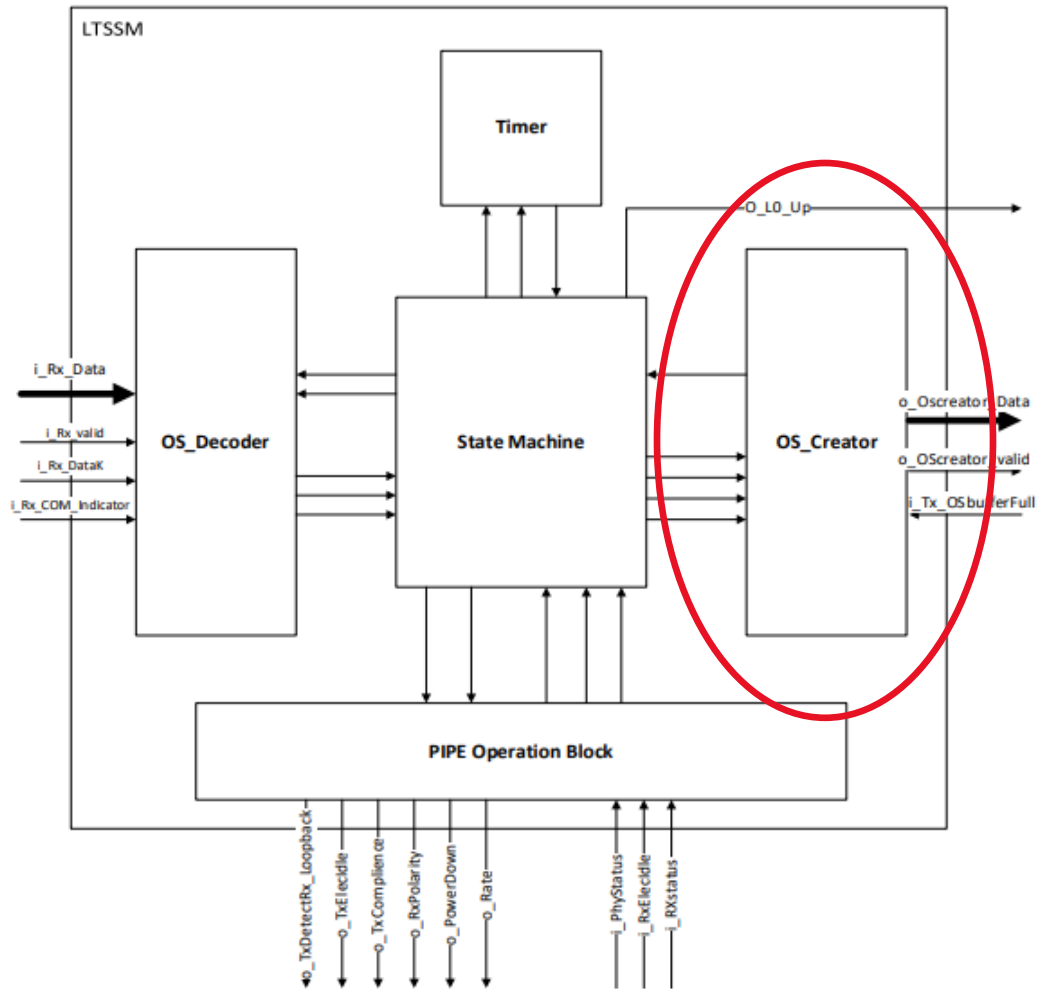 LTSSM
Timer
O_L0_Up
i_Rx_Data
o_Oscreator_Data
OS_Decoder
State Machine
OS_Creator
i_Rx_valid
o_OScreator_valid
i_Rx_DataK
i_Rx_COM_Indicator
i_Tx_OSbufferFull
PIPE Operation Block
o_TxDetectRx_Loopback
o_TxElecIdle
o_TxComplience
o_RxPolarity
o_PowerDown
o_Rate
i_PhyStatus
i_RxElecIdle
i_RXstatus